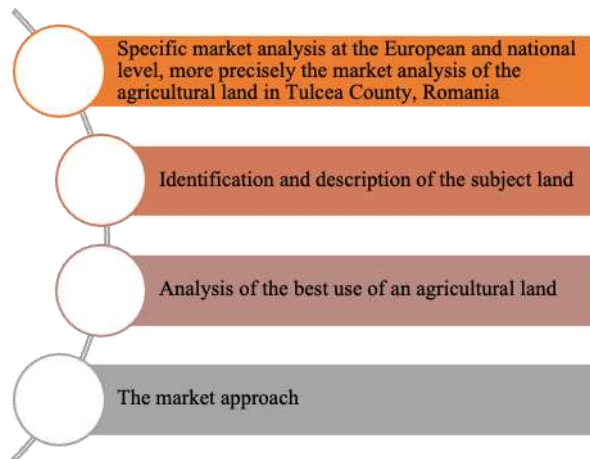 Specific market analysis at the European and national
level, more precisely the market analysis of the
agricultural land in Tulcea County, Romania
Identification and description of the subject land
Analysis of the best use of an agricultural land
The market approach